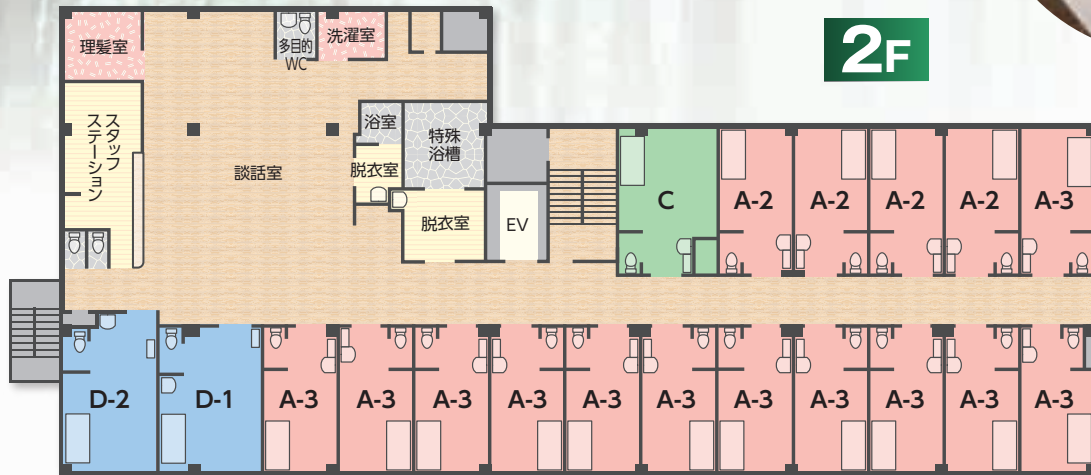 2F
理髪室
多目的
WC
洗濯室
スタッフ
ステーション
談話室
浴室
脱衣室
特殊
浴槽
脱衣室
EV
C
A-2
A-2
A-2
A-2
A-3
D-2
D-1
A-3
A-3
A-3
A-3
A-3
A-3
A-3
A-3
A-3
A-3
A-3